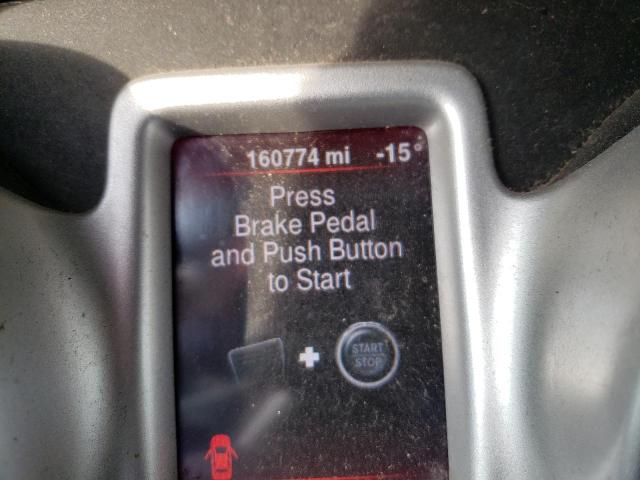 160774 mi -15°
Press
Brake Pedal
and Push Button
to Start
START
STOP